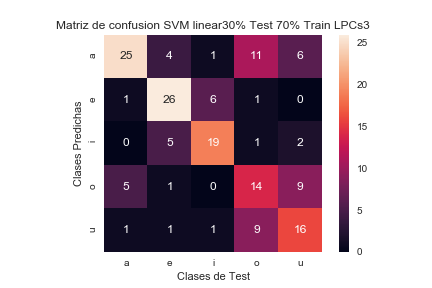 Matriz de confusion SVM linear30% Test 70% Train LPCs3
Clases Predichas
a 25 4 1 11 6
e 1 26 6 1 0
i 0 5 19 1 2
o 5 1 0 14 9
u 1 1 1 9 16
a e i o u
Clases de Test
25
20
15
10
5
0